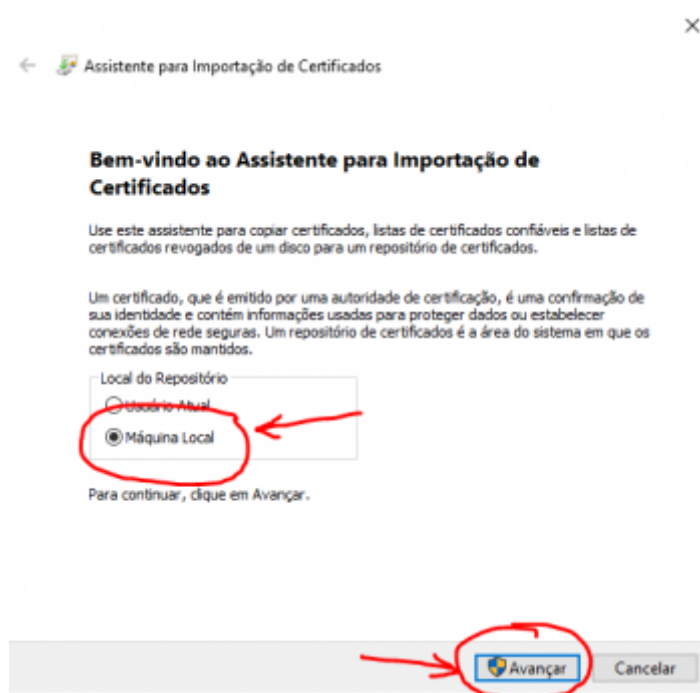 Assistente para Importação de Certificados
Bem-vindo ao Assistente para Importação de
Certificados
Use este assistente para copiar certificados, listas de certificados confiáveis e listas de
certificados revogados de um disco para um repositório de certificados.
Um certificado, que é emitido por uma autoridade de certificação, é uma confirmação de
sua identidade e contém informações usadas para proteger dados ou estabelecer
conexões de rede seguras. Um repositório de certificados é a área do sistema em que os
certificados são mantidos.
Local do Repositório
Usuário Atual
Máquina Local
Para continuar, clique em Avançar.
Avançar Cancelar